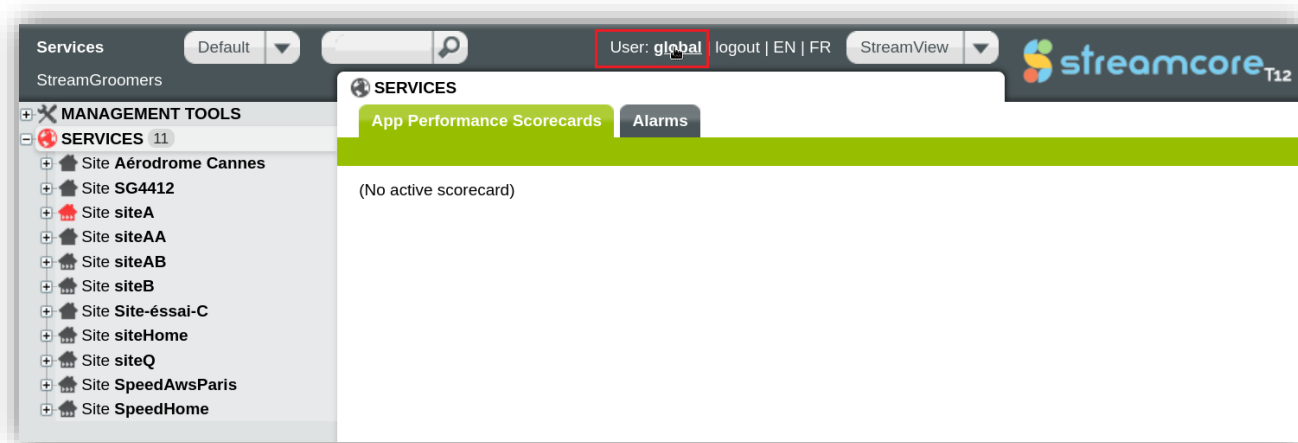 Services Default User: global | logout | EN | FR StreamView streamcore T12
StreamGroomers
SERVICES
MANAGEMENT TOOLS
SERVICES 11
App Performance Scorecards Alarms
Site Aérodrome Cannes
Site SG4412
(No active scorecard)
Site siteA
Site siteAA
Site siteAB
Site siteB
Site Site-éssai-C
Site siteHome
Site siteQ
Site SpeedAwsParis
Site SpeedHome